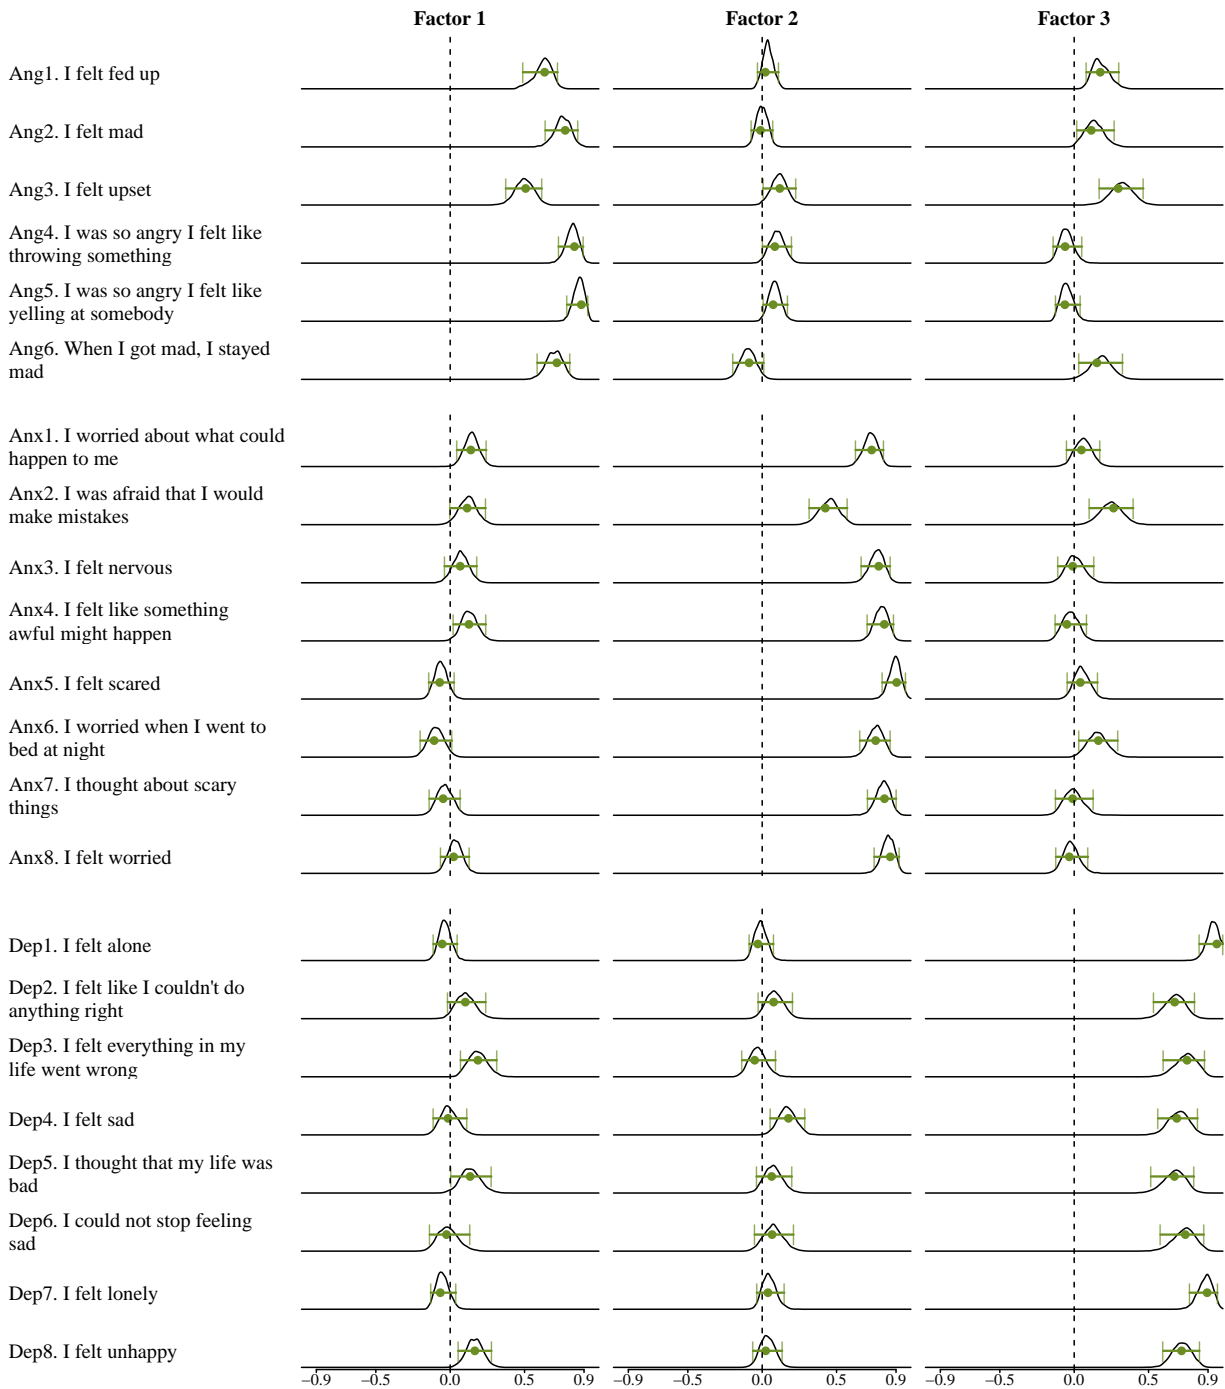 Factor 1 Factor 2 Factor 3
Ang1. I felt fed up
Ang2. I felt mad
Ang3. I felt upset
Ang4. I was so angry I felt like
throwing something
Ang5. I was so angry I felt like
yelling at somebody
Ang6. When I got mad, I stayed
mad
Anx1. I worried about what could
happen to me
Anx2. I was afraid that I would
make mistakes
Anx3. I felt nervous
Anx4. I felt like something
awful might happen
Anx5. I felt scared
Anx6. I worried when I went to
bed at night
Anx7. I thought about scary
things
Anx8. I felt worried
Dep1. I felt alone
Dep2. I felt like I couldn't do
anything right
Dep3. I felt everything in my
life went wrong
Dep4. I felt sad
Dep5. I thought that my life was
bad
Dep6. I could not stop feeling
sad
Dep7. I felt lonely
Dep8. I felt unhappy
−0.9 −0.5 0.0 0.5 0.9 −0.9 −0.5 0.0 0.5 0.9 −0.9 −0.5 0.0 0.5 0.9